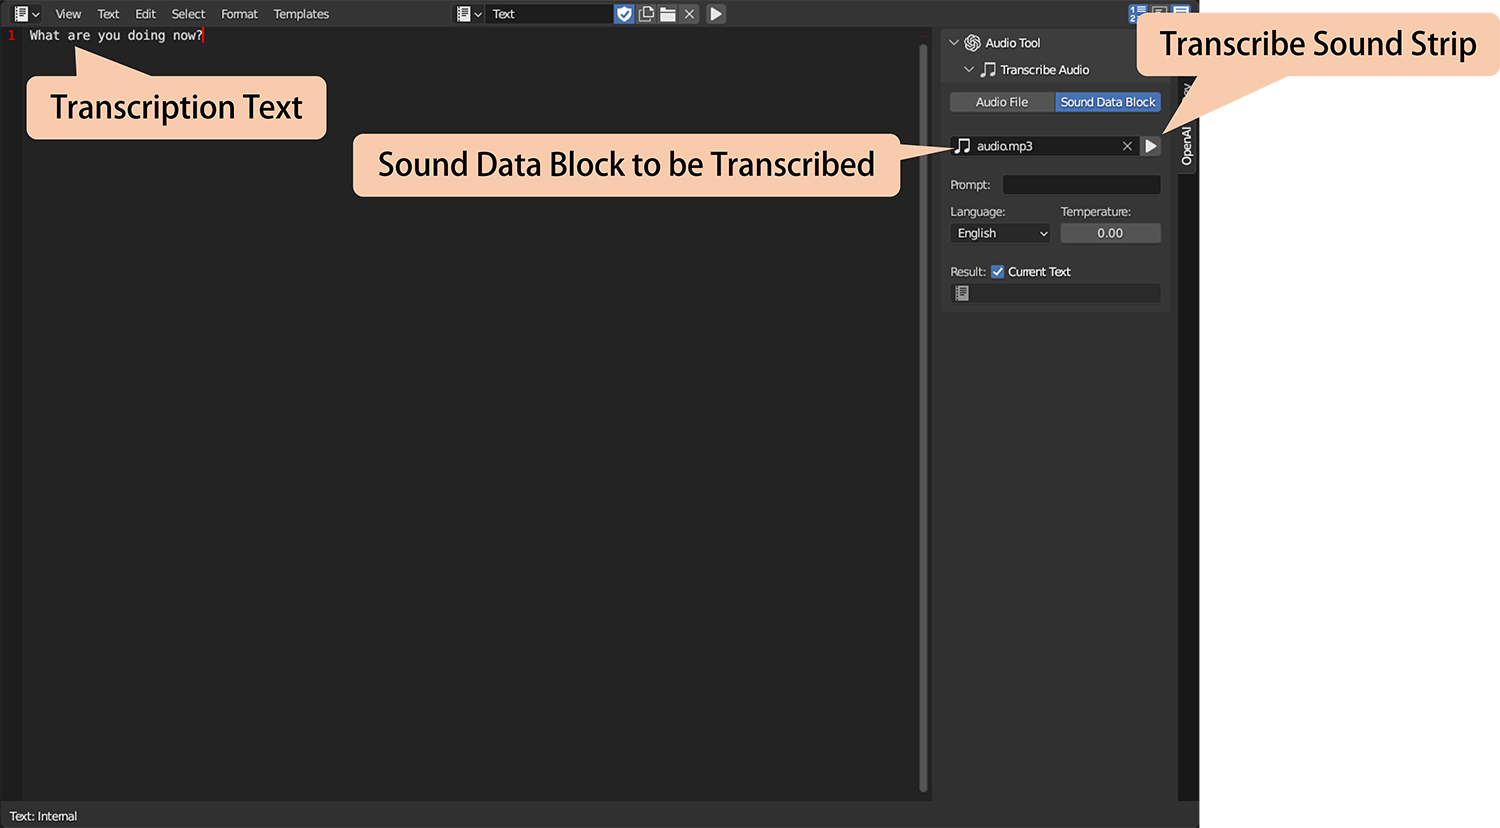 View Text Edit Select Format Templates
Text
1 What are you doing now?
Transcription Text
Sound Data Block to be Transcribed
Transcribe Sound Strip
Audio Tool
Transcribe Audio
Audio File Sound Data Block
audio.mp3
Prompt:
Language: Temperature:
English 0.00
Result: Current Text
OpenAI
Text: Internal